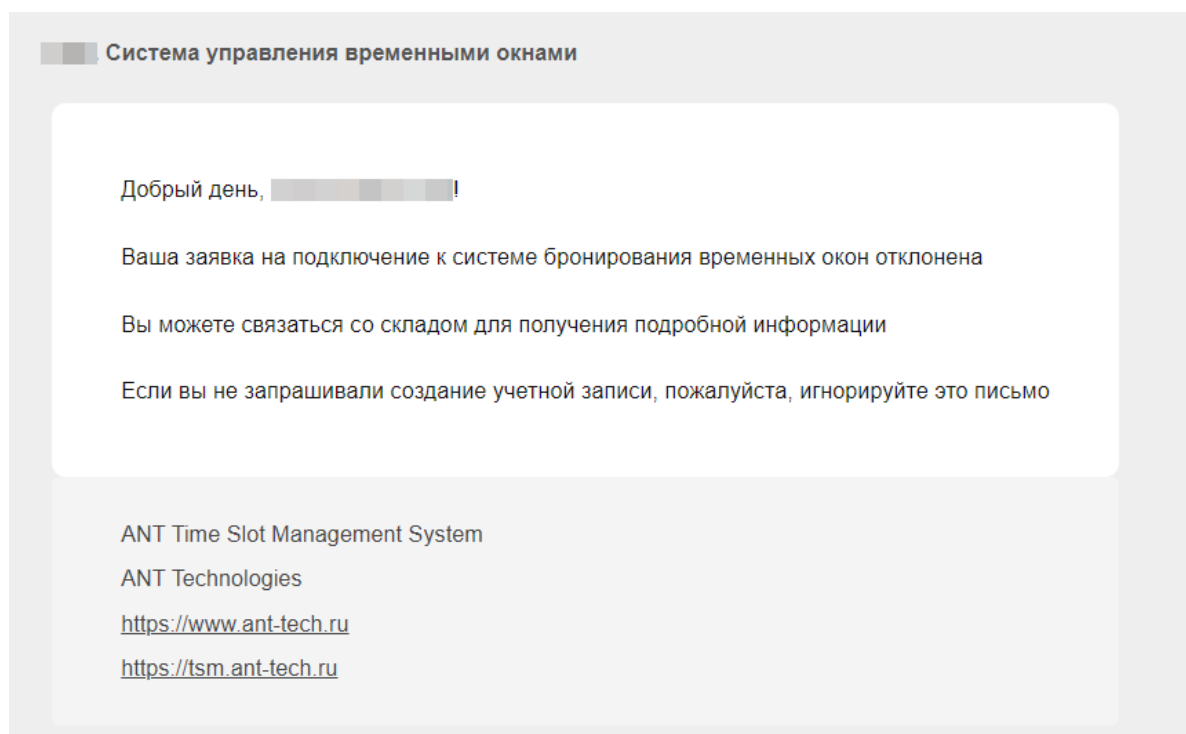 Система управления временными окнами
Добрый день, !
Ваша заявка на подключение к системе бронирования временных окон отклонена
Вы можете связаться со складом для получения подробной информации
Если вы не запрашивали создание учетной записи, пожалуйста, игнорируйте это письмо
ANT Time Slot Management System
ANT Technologies
https://www.ant-tech.ru
https://tsm.ant-tech.ru